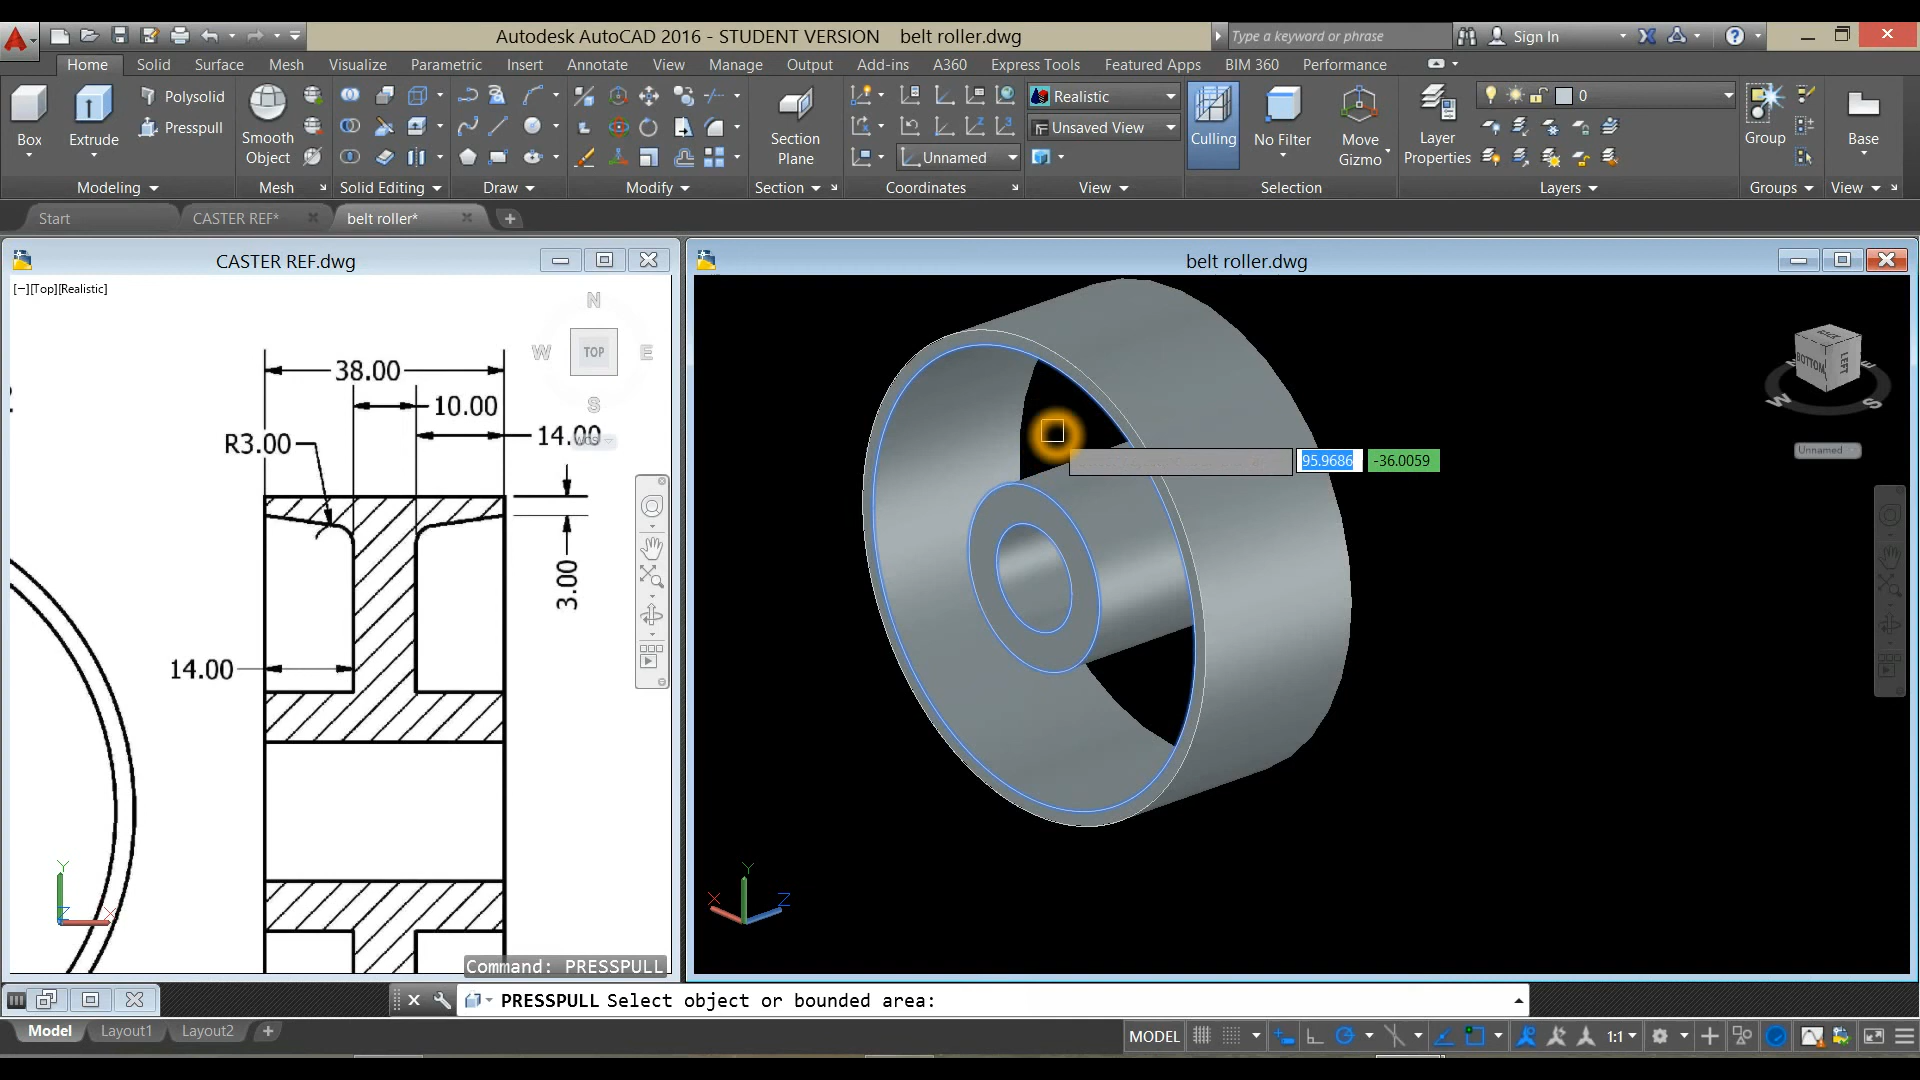 Autodesk AutoCAD 2016 - STUDENT VERSION belt roller.dwg
Type a keyword or phrase
Sign In
Home Solid Surface Mesh Visualize Parametric Insert Annotate View Manage Output Add-ins A360 Express Tools Featured Apps BIM 360 Performance
Box
Extrude
Polysolid
Presspull
Smooth Object
Section Plane
Unnamed
Realistic
Unsaved View
Culling
No Filter
Move Gizmo
Layer Properties
0
Group
Base
Modeling Mesh Solid Editing Draw Modify Section Coordinates View Selection Layers Groups View
Start CASTER REF* belt roller*
CASTER REF.dwg
belt roller.dwg
[−][Top][Realistic]
N
W TOP E
S
38.00
10.00
R3.00
14.00
3.00
14.00
Y
Z X
BACK
BOTTOM LEFT
E
W S
Unnamed
95.9686 -36.0059
Y
X Z
Command: PRESSPULL
PRESSPULL Select object or bounded area:
Model Layout1 Layout2
MODEL
1:1